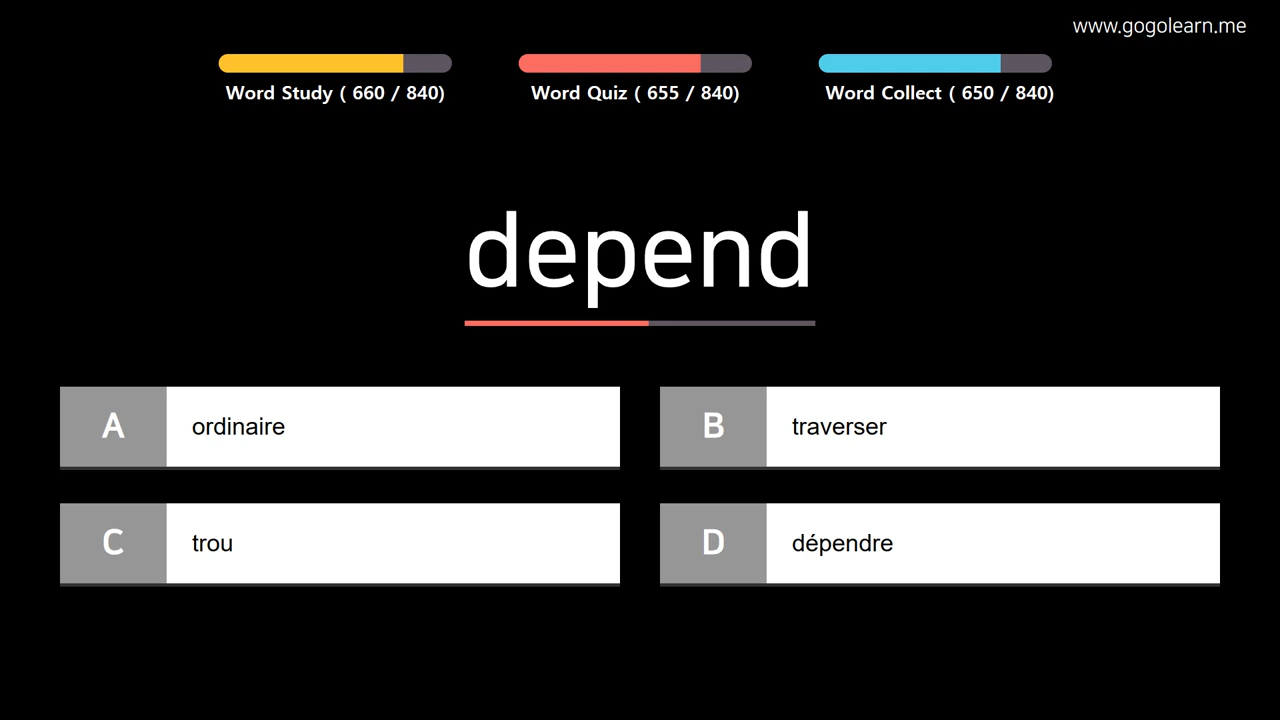 www.gogolearn.me
Word Study ( 660 / 840)
Word Quiz ( 655 / 840)
Word Collect ( 650 / 840)
depend
A ordinaire
B traverser
C trou
D dépendre